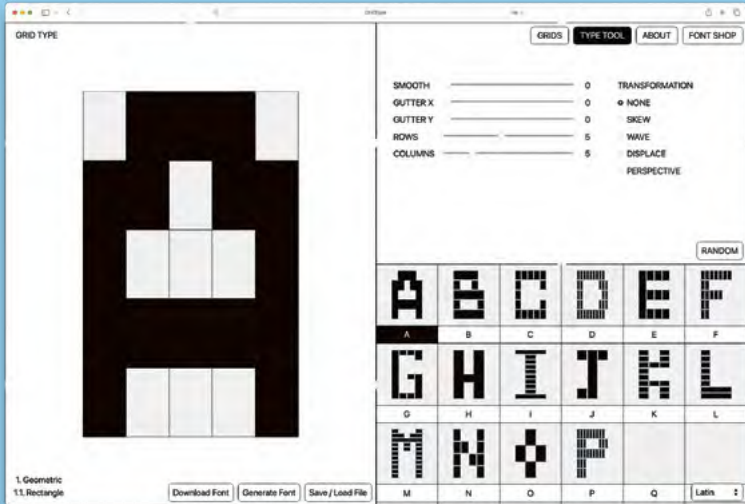 GRID TYPE
GRIDS
TYPE TOOL
ABOUT
FONT SHOP
SMOOTH 0
GUTTER X 0
GUTTER Y 0
ROWS 5
COLUMNS 5
TRANSFORMATION
NONE
SKEW
WAVE
DISPLACE
PERSPECTIVE
RANDOM
A B C D E F
A B C D E F
G H I J K L
G H I J K L
M N O P
M N O P Q
Latin
1. Geometric
1.1. Rectangle
Download Font
Generate Font
Save / Load File